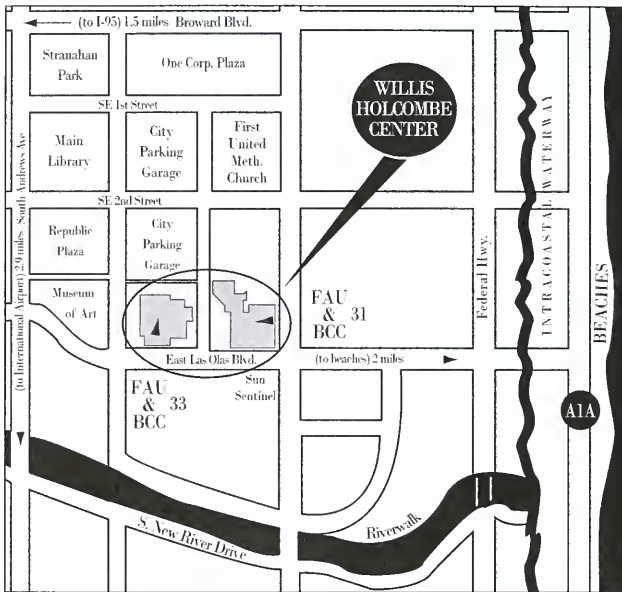 (to I-95) 1.5 miles Broward Blvd.
Stranahan
Park
One Corp. Plaza
WILLIS
HOLCOMBE
CENTER
SE 1st Street
Main
Library
City
Parking
Garage
First
United
Meth.
Church
SE 2nd Street
Republic
Plaza
City
Parking
Garage
Museum
of Art
FAU
& 31
BCC
East Las Olas Blvd.
(to beaches) 2 miles
FAU
& 33
BCC
Sun
Sentinel
(to International Airport) 2.9 miles South Andrews Ave
Federal Hwy.
INTRACOASTAL WATERWAY
BEACHES
A1A
S. New River Drive
Riverwalk